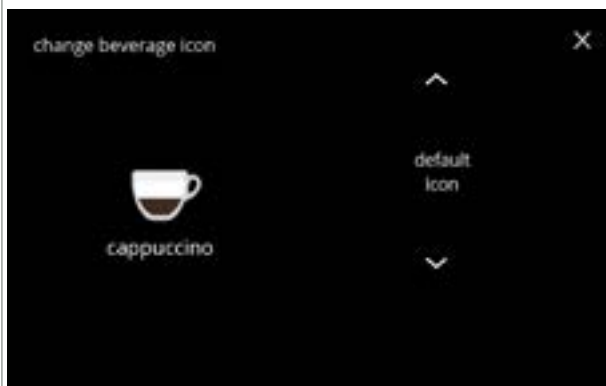 change beverage icon
default
icon
cappuccino